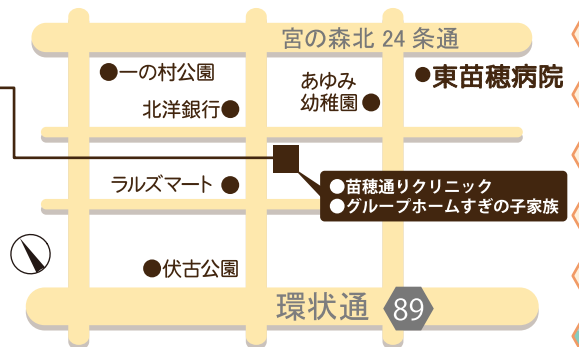 宮の森北 24 条通
●一の村公園
あゆみ
幼稚園●
●東苗穂病院
北洋銀行●
ラルズマート●
●苗穂通りクリニック
●グループホームすぎの子家族
●伏古公園
環状通 89